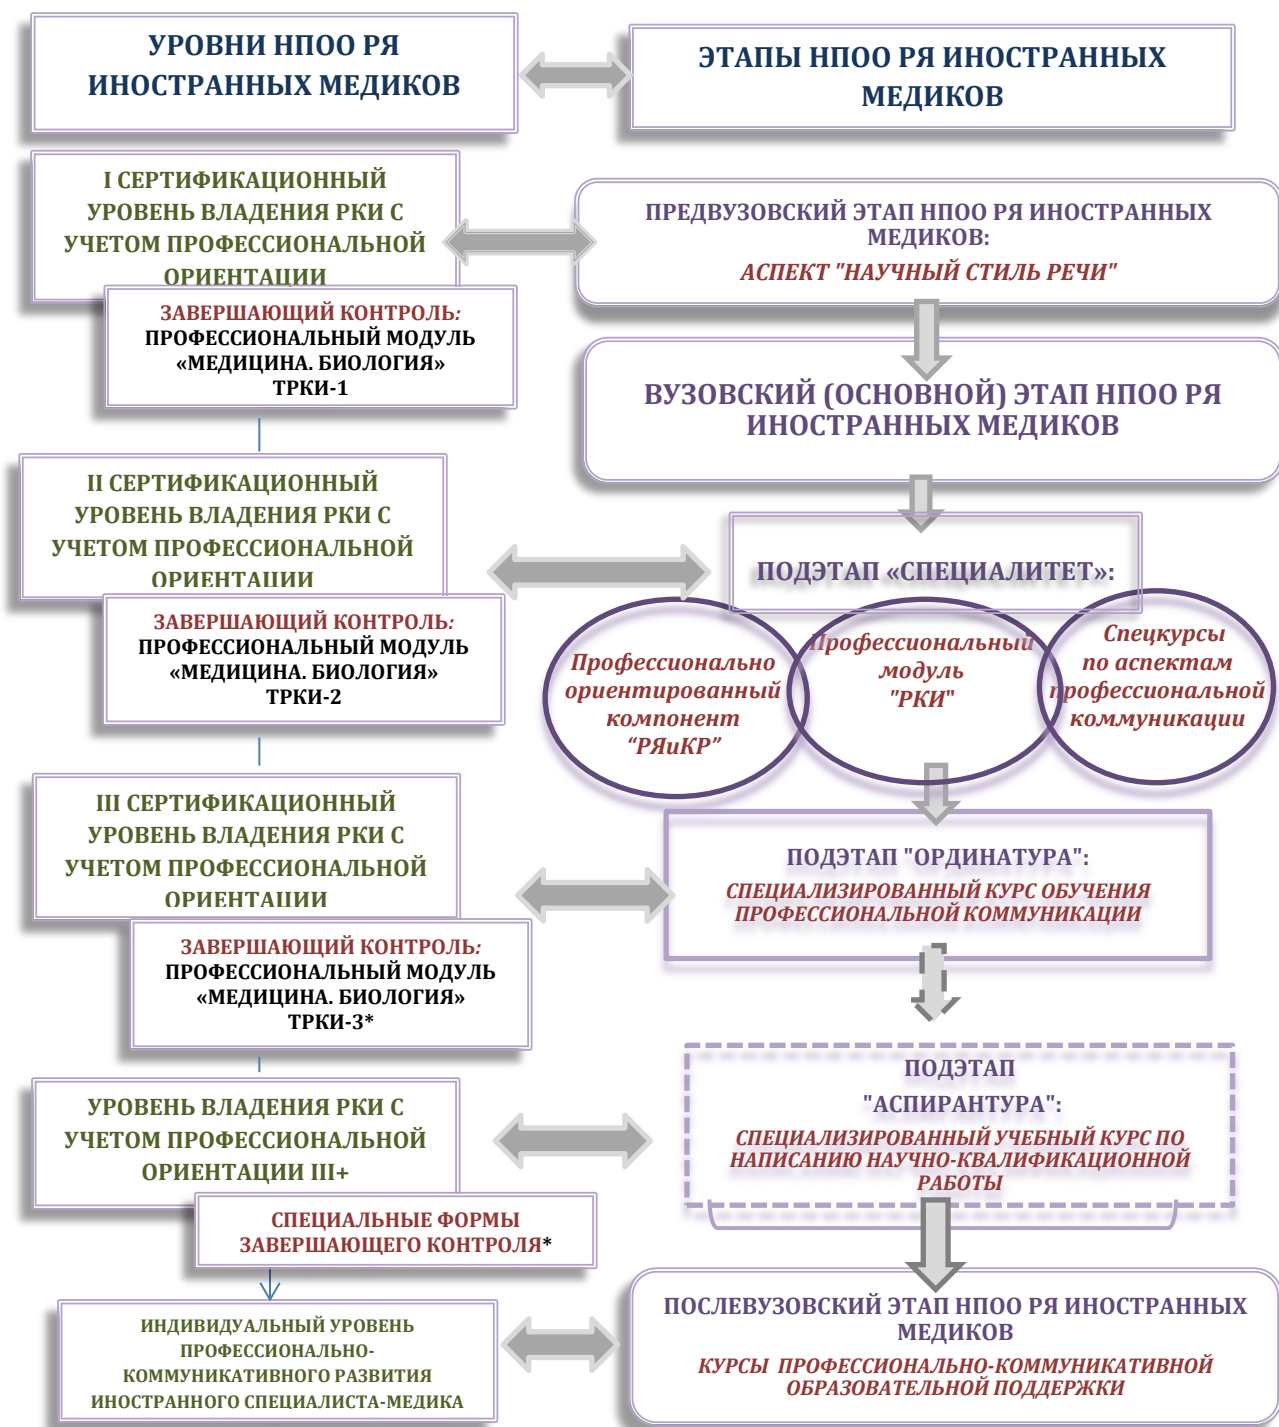 УРОВНИ НПОО РЯ
ИНОСТРАННЫХ МЕДИКОВ
ЭТАПЫ НПОО РЯ ИНОСТРАННЫХ
МЕДИКОВ
I СЕРТИФИКАЦИОННЫЙ
УРОВЕНЬ ВЛАДЕНИЯ РКИ С
УЧЕТОМ ПРОФЕССИОНАЛЬНОЙ
ОРИЕНТАЦИИ
ПРЕДВУЗОВСКИЙ ЭТАП НПОО РЯ ИНОСТРАННЫХ
МЕДИКОВ:
АСПЕКТ "НАУЧНЫЙ СТИЛЬ РЕЧИ"
ЗАВЕРШАЮЩИЙ КОНТРОЛЬ:
ПРОФЕССИОНАЛЬНЫЙ МОДУЛЬ
«МЕДИЦИНА. БИОЛОГИЯ»
ТРКИ-1
ВУЗОВСКИЙ (ОСНОВНОЙ) ЭТАП НПОО РЯ
ИНОСТРАННЫХ МЕДИКОВ
II СЕРТИФИКАЦИОННЫЙ
УРОВЕНЬ ВЛАДЕНИЯ РКИ С
УЧЕТОМ ПРОФЕССИОНАЛЬНОЙ
ОРИЕНТАЦИИ
ПОДЭТАП «СПЕЦИАЛИТЕТ»:
ЗАВЕРШАЮЩИЙ КОНТРОЛЬ:
ПРОФЕССИОНАЛЬНЫЙ МОДУЛЬ
«МЕДИЦИНА. БИОЛОГИЯ»
ТРКИ-2
Профессионально
ориентированный
компонент
“РЯиКР”
Профессиональный
модуль
"РКИ"
Спецкурсы
по аспектам
профессиональной
коммуникации
III СЕРТИФИКАЦИОННЫЙ
УРОВЕНЬ ВЛАДЕНИЯ РКИ С
УЧЕТОМ ПРОФЕССИОНАЛЬНОЙ
ОРИЕНТАЦИИ
ПОДЭТАП "ОРДИНАТУРА":
СПЕЦИАЛИЗИРОВАННЫЙ КУРС ОБУЧЕНИЯ
ПРОФЕССИОНАЛЬНОЙ КОММУНИКАЦИИ
ЗАВЕРШАЮЩИЙ КОНТРОЛЬ:
ПРОФЕССИОНАЛЬНЫЙ МОДУЛЬ
«МЕДИЦИНА. БИОЛОГИЯ»
ТРКИ-3*
УРОВЕНЬ ВЛАДЕНИЯ РКИ С
УЧЕТОМ ПРОФЕССИОНАЛЬНОЙ
ОРИЕНТАЦИИ III+
ПОДЭТАП
"АСПИРАНТУРА":
СПЕЦИАЛИЗИРОВАННЫЙ УЧЕБНЫЙ КУРС ПО
НАПИСАНИЮ НАУЧНО-КВАЛИФИКАЦИОННОЙ
РАБОТЫ
СПЕЦИАЛЬНЫЕ ФОРМЫ
ЗАВЕРШАЮЩЕГО КОНТРОЛЯ*
ИНДИВИДУАЛЬНЫЙ УРОВЕНЬ
ПРОФЕССИОНАЛЬНО-
КОММУНИКАТИВНОГО РАЗВИТИЯ
ИНОСТРАННОГО СПЕЦИАЛИСТА-МЕДИКА
ПОСЛЕВУЗОВСКИЙ ЭТАП НПОО РЯ ИНОСТРАННЫХ
МЕДИКОВ
КУРСЫ ПРОФЕССИОНАЛЬНО-КОММУНИКАТИВНОЙ
ОБРАЗОВАТЕЛЬНОЙ ПОДДЕРЖКИ